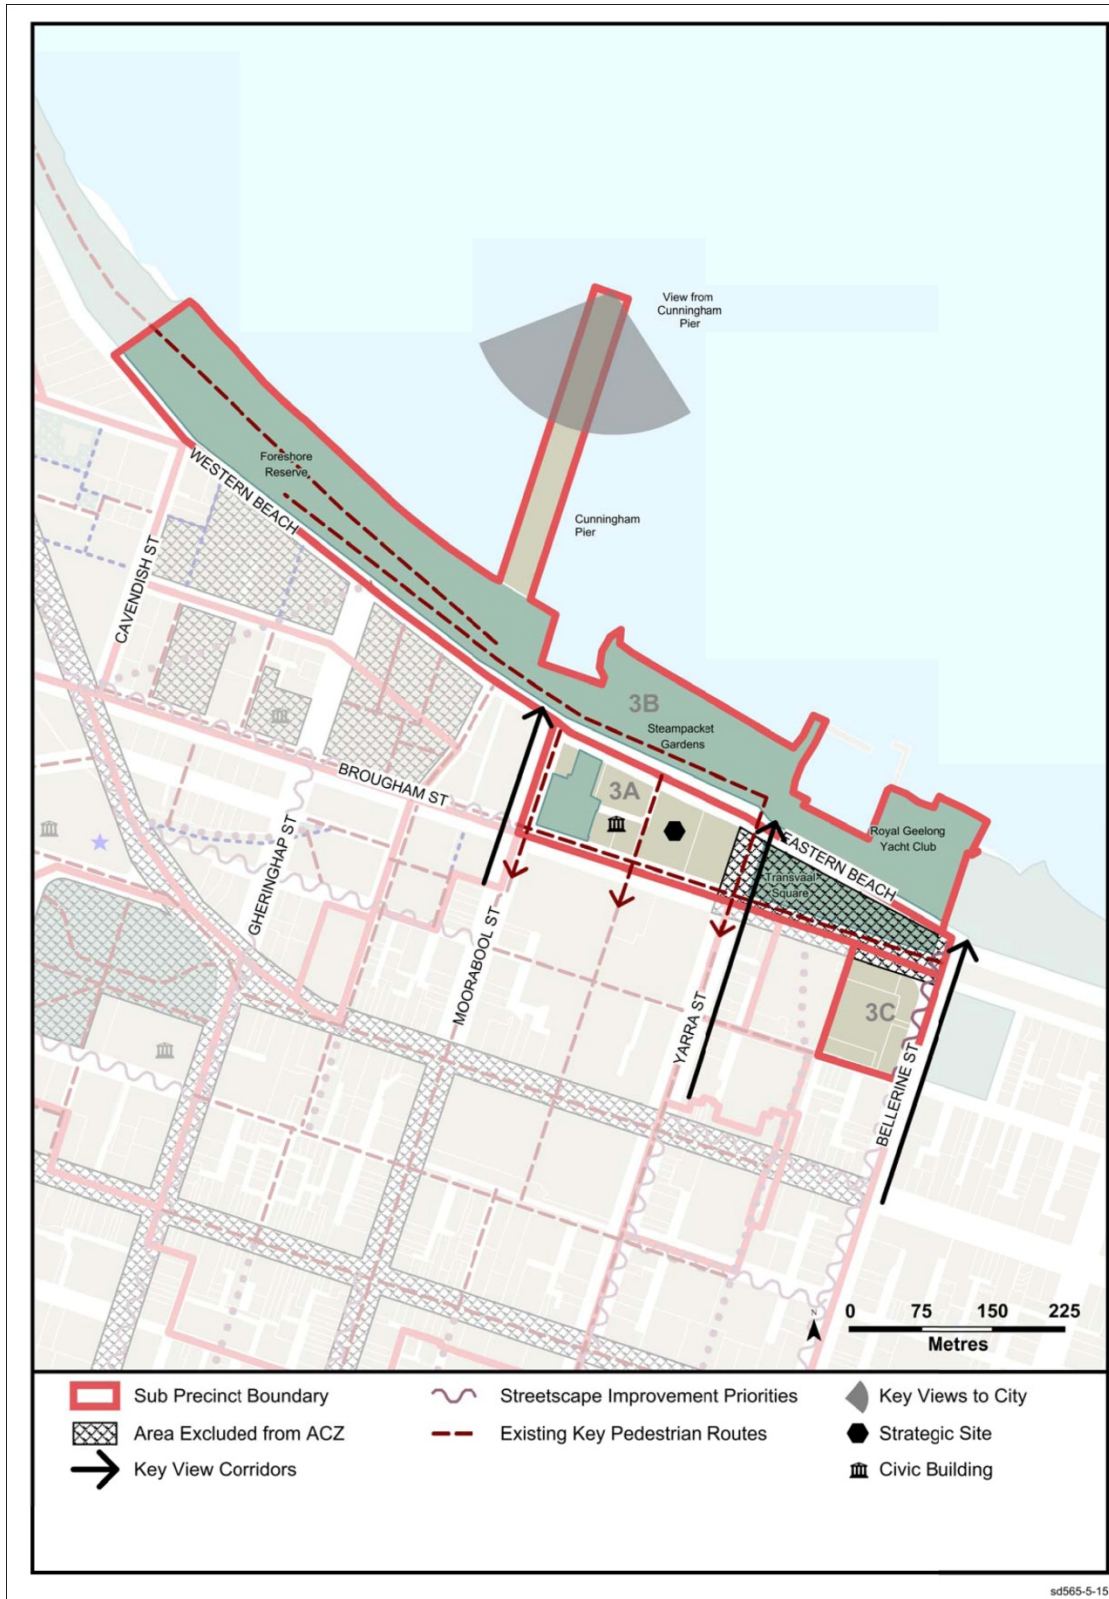 View from
Cunningham
Pier
Foreshore
Reserve
WESTERN BEACH
Cunningham
Pier
CAVENDISH ST
3B
Steampacket
Gardens
BROUGHAM ST
3A
GHERINGHAP ST
MOORABOOL ST
Royal Geelong
Yacht Club
EASTERN BEACH
Transvaal
Square
YARRA ST
3C
BELLERINE ST
N
0 75 150 225
Metres
Sub Precinct Boundary
Area Excluded from ACZ
Key View Corridors
Streetscape Improvement Priorities
Existing Key Pedestrian Routes
Key Views to City
Strategic Site
Civic Building
sd565-5-15